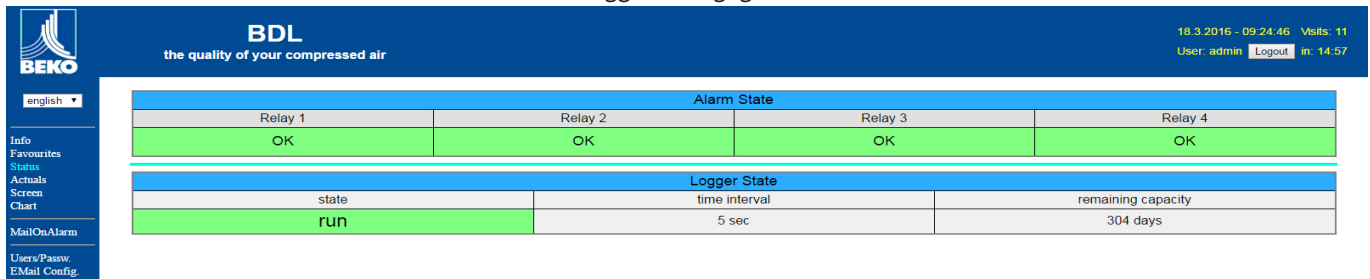 BDL
the quality of your compressed air
18.3.2016 - 09:24:46 Visits: 11
User: admin Logout in: 14:57
BEKO
english
Info
Favourites
Status
Actuals
Screen
Chart
MailOnAlarm
Users/Passw.
EMail Config.
Alarm State
Relay 1 Relay 2 Relay 3 Relay 4
OK OK OK OK
Logger State
state time interval remaining capacity
run 5 sec 304 days